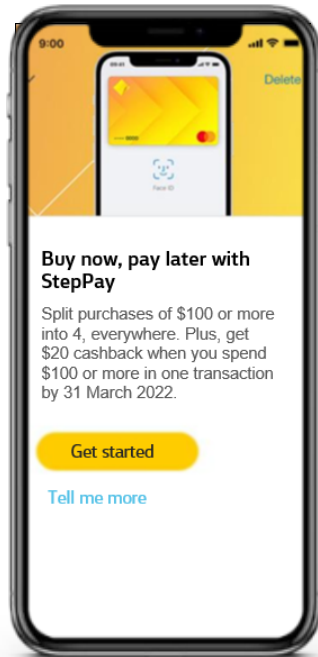 9:00
Delete
Face ID
Buy now, pay later with
StepPay
Split purchases of $100 or more
into 4, everywhere. Plus, get
$20 cashback when you spend
$100 or more in one transaction
by 31 March 2022.
Get started
Tell me more